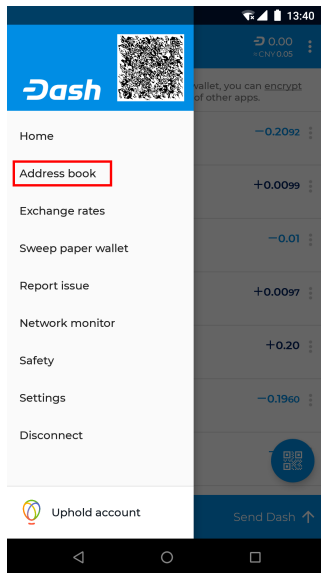 13:40
Dash
0.00
≈CNY 0.05
wallet, you can encrypt
of other apps.
Home
−0.2092
Address book
+0.0099
Exchange rates
−0.01
Sweep paper wallet
Report issue
+0.0097
Network monitor
+0.20
Safety
Settings
−0.1960
Disconnect
Uphold account
Send Dash